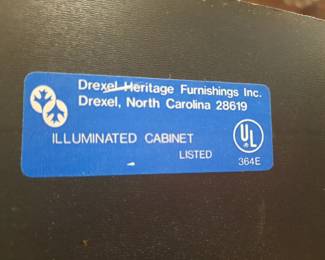 Drexel Heritage Furnishings Inc.
Drexel, North Carolina 28619
ILLUMINATED CABINET
LISTED
UL
364E